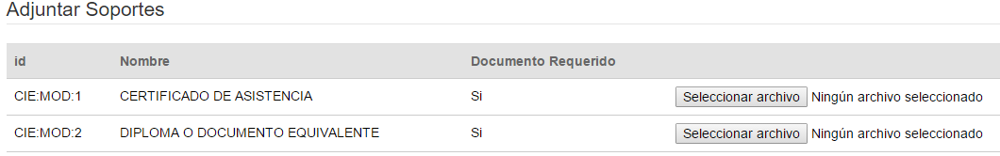 Adjuntar Soportes
id Nombre Documento Requerido
CIE:MOD:1 CERTIFICADO DE ASISTENCIA Si Seleccionar archivo Ningún archivo seleccionado
CIE:MOD:2 DIPLOMA O DOCUMENTO EQUIVALENTE Si Seleccionar archivo Ningún archivo seleccionado